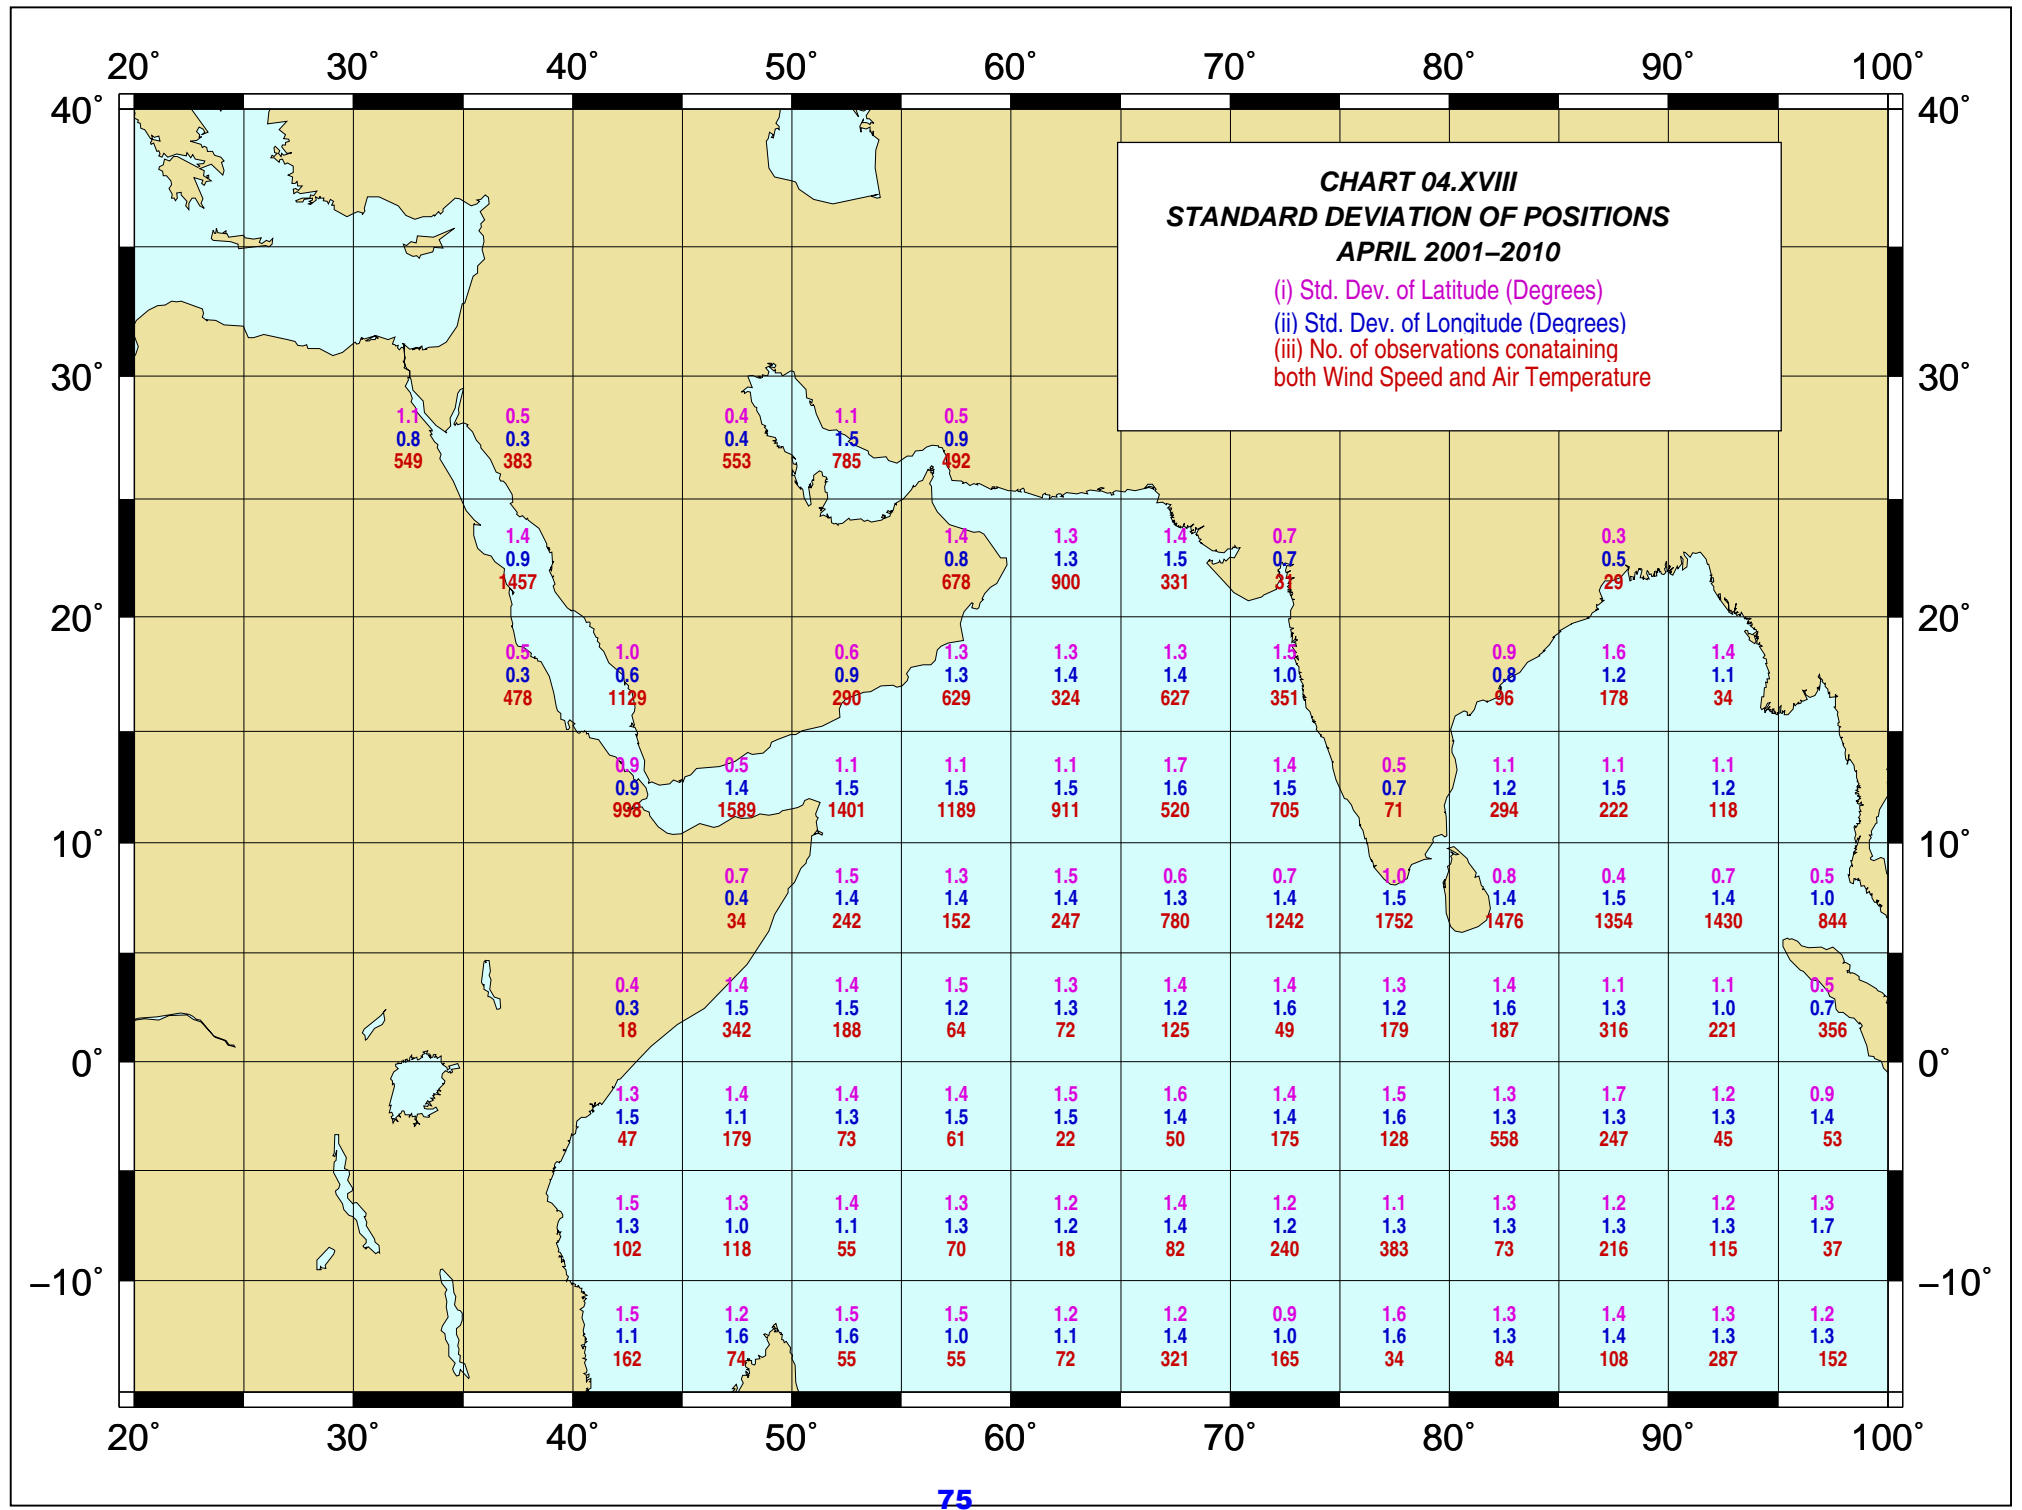 20° 30° 40° 50° 60° 70° 80° 90° 100°
40° 40°
CHART 04.XVIII
STANDARD DEVIATION OF POSITIONS
APRIL 2001–2010
(i) Std. Dev. of Latitude (Degrees)
(ii) Std. Dev. of Longitude (Degrees)
(iii) No. of observations conataining
both Wind Speed and Air Temperature
30° 30°
1.1 0.5 0.4 1.1 0.5
0.8 0.3 0.4 1.5 0.9
549 383 553 785 492
1.4 1.4 1.3 1.4 0.7 0.3
0.9 0.8 1.3 1.5 0.7 0.5
1457 678 900 331 31 29
20° 20°
0.5 1.0 0.6 1.3 1.3 1.3 1.5 0.9 1.6 1.4
0.3 0.6 0.9 1.3 1.4 1.4 1.0 0.8 1.2 1.1
478 1129 290 629 324 627 351 96 178 34
0.9 0.5 1.1 1.1 1.1 1.7 1.4 0.5 1.1 1.1 1.1
0.9 1.4 1.5 1.5 1.5 1.6 1.5 0.7 1.2 1.5 1.2
998 1589 1401 1189 911 520 705 71 294 222 118
10° 10°
0.7 1.5 1.3 1.5 0.6 0.7 1.0 0.8 0.4 0.7 0.5
0.4 1.4 1.4 1.4 1.3 1.4 1.5 1.4 1.5 1.4 1.0
34 242 152 247 780 1242 1752 1476 1354 1430 844
0.4 1.4 1.4 1.5 1.3 1.4 1.4 1.3 1.4 1.1 1.1 0.5
0.3 1.5 1.5 1.2 1.3 1.2 1.6 1.2 1.6 1.3 1.0 0.7
18 342 188 64 72 125 49 179 187 316 221 356
0° 0°
1.3 1.4 1.4 1.4 1.5 1.6 1.4 1.5 1.3 1.7 1.2 0.9
1.5 1.1 1.3 1.5 1.5 1.4 1.4 1.6 1.3 1.3 1.3 1.4
47 179 73 61 22 50 175 128 558 247 45 53
1.5 1.3 1.4 1.3 1.2 1.4 1.2 1.1 1.3 1.2 1.2 1.3
1.3 1.0 1.1 1.3 1.2 1.4 1.2 1.3 1.3 1.3 1.3 1.7
102 118 55 70 18 82 240 383 73 216 115 37
–10° –10°
1.5 1.2 1.5 1.5 1.2 1.2 0.9 1.6 1.3 1.4 1.3 1.2
1.1 1.6 1.6 1.0 1.1 1.4 1.0 1.6 1.3 1.4 1.3 1.3
162 74 55 55 72 321 165 34 84 108 287 152
20° 30° 40° 50° 60° 70° 80° 90° 100°
75